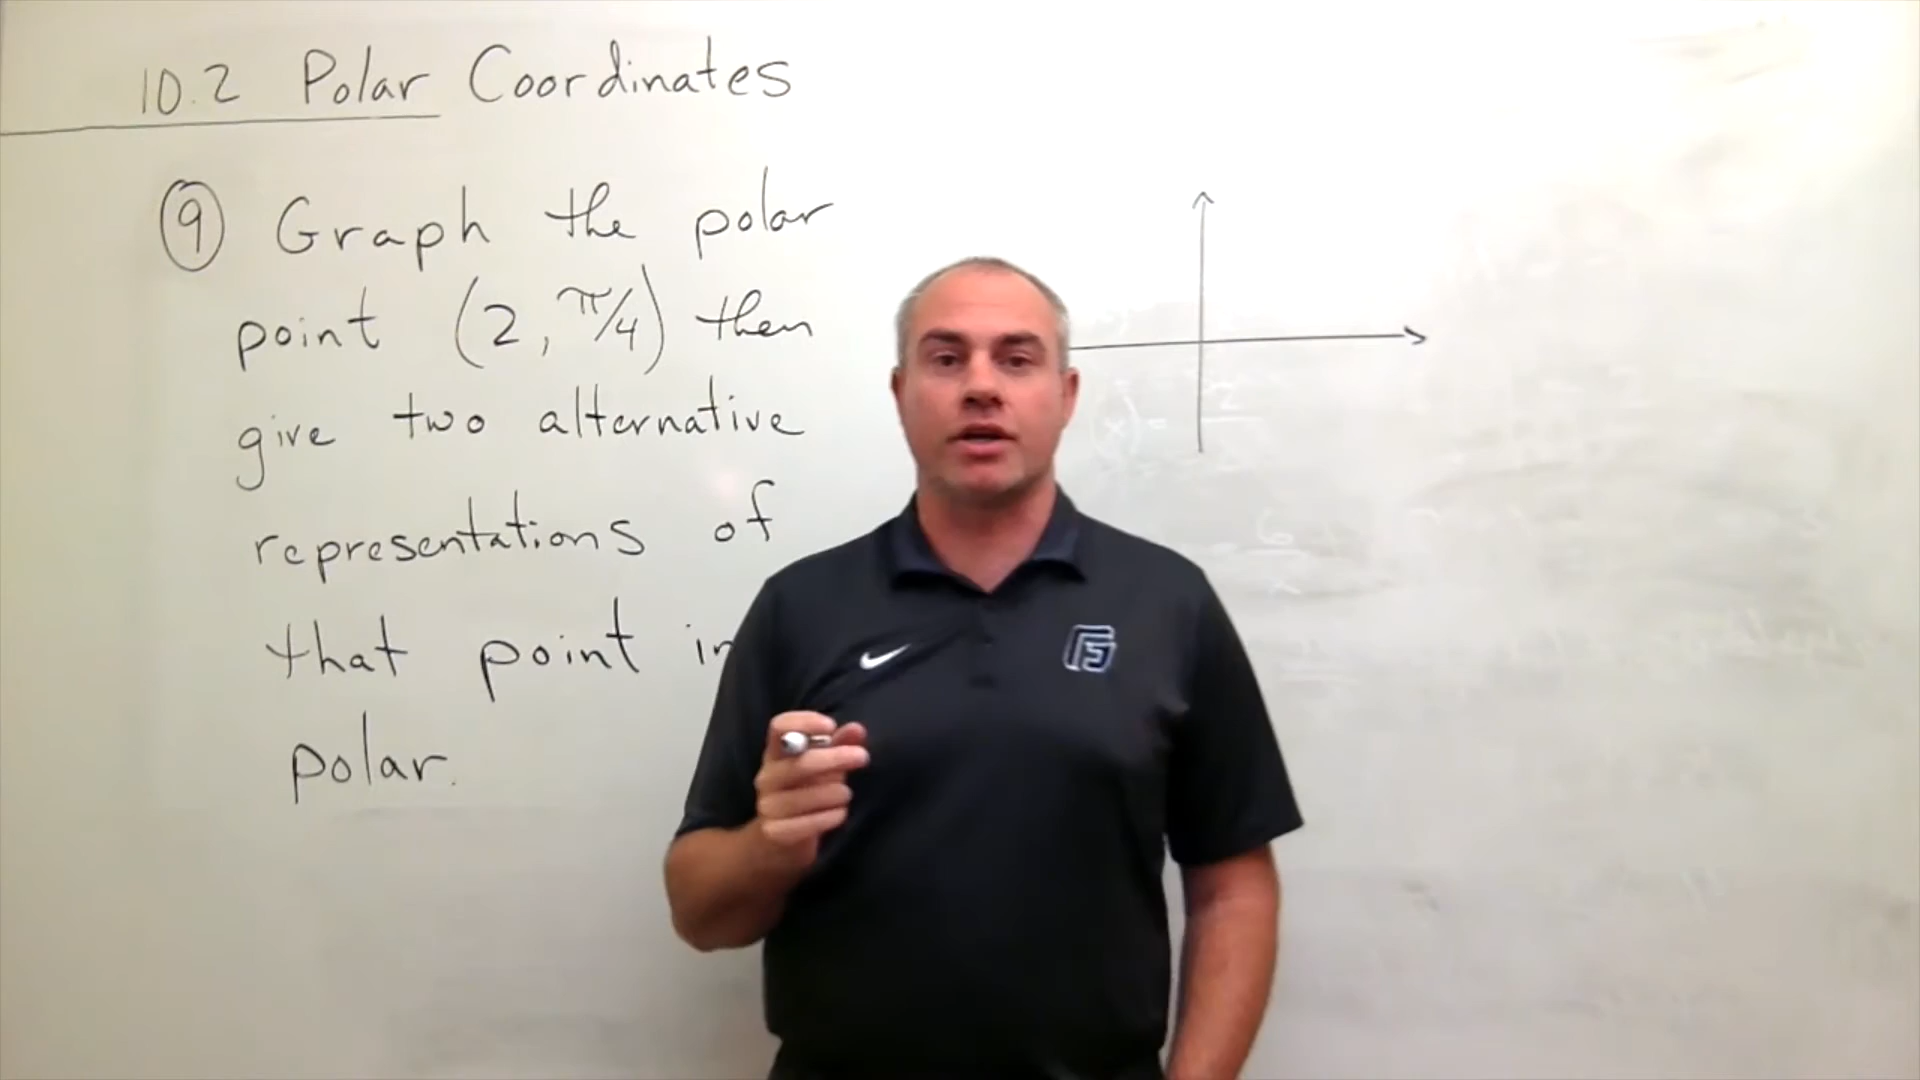 10.2 Polar Coordinates
9 Graph the polar
point (2, π/4) then
give two alternative
representations of
that point in
polar.